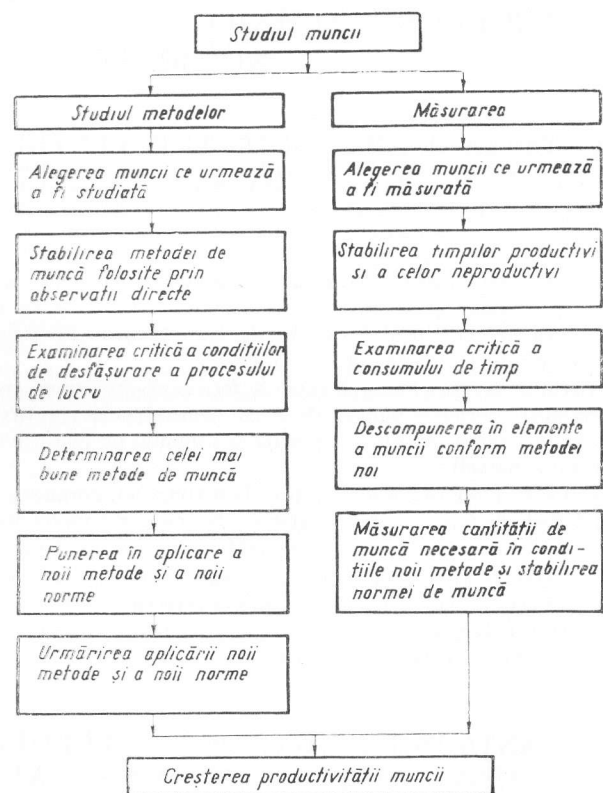 Studiul muncii
Studiul metodelor
Alegerea muncii ce urmează
a fi studiată
Stabilirea metodei de
muncă folosite prin
observatii directe
Examinarea critică a conditiilor
de desfășurare a procesului
de lucru
Determinarea celei mai
bune metode de muncă
Punerea în aplicare a
noii metode și a noii
norme
Urmărirea aplicării noii
metode și a noii norme
Măsurarea
Alegerea muncii ce urmează
a fi măsurată
Stabilirea timpilor productivi
si a celor neproductivi
Examinarea critică a
consumului de timp
Descompunerea în elemente
a muncii conform metodei
noi
Măsurarea cantității de
muncă necesară în condi-
țiile noii metode și stabilirea
normei de muncă
Creșterea productivității muncii